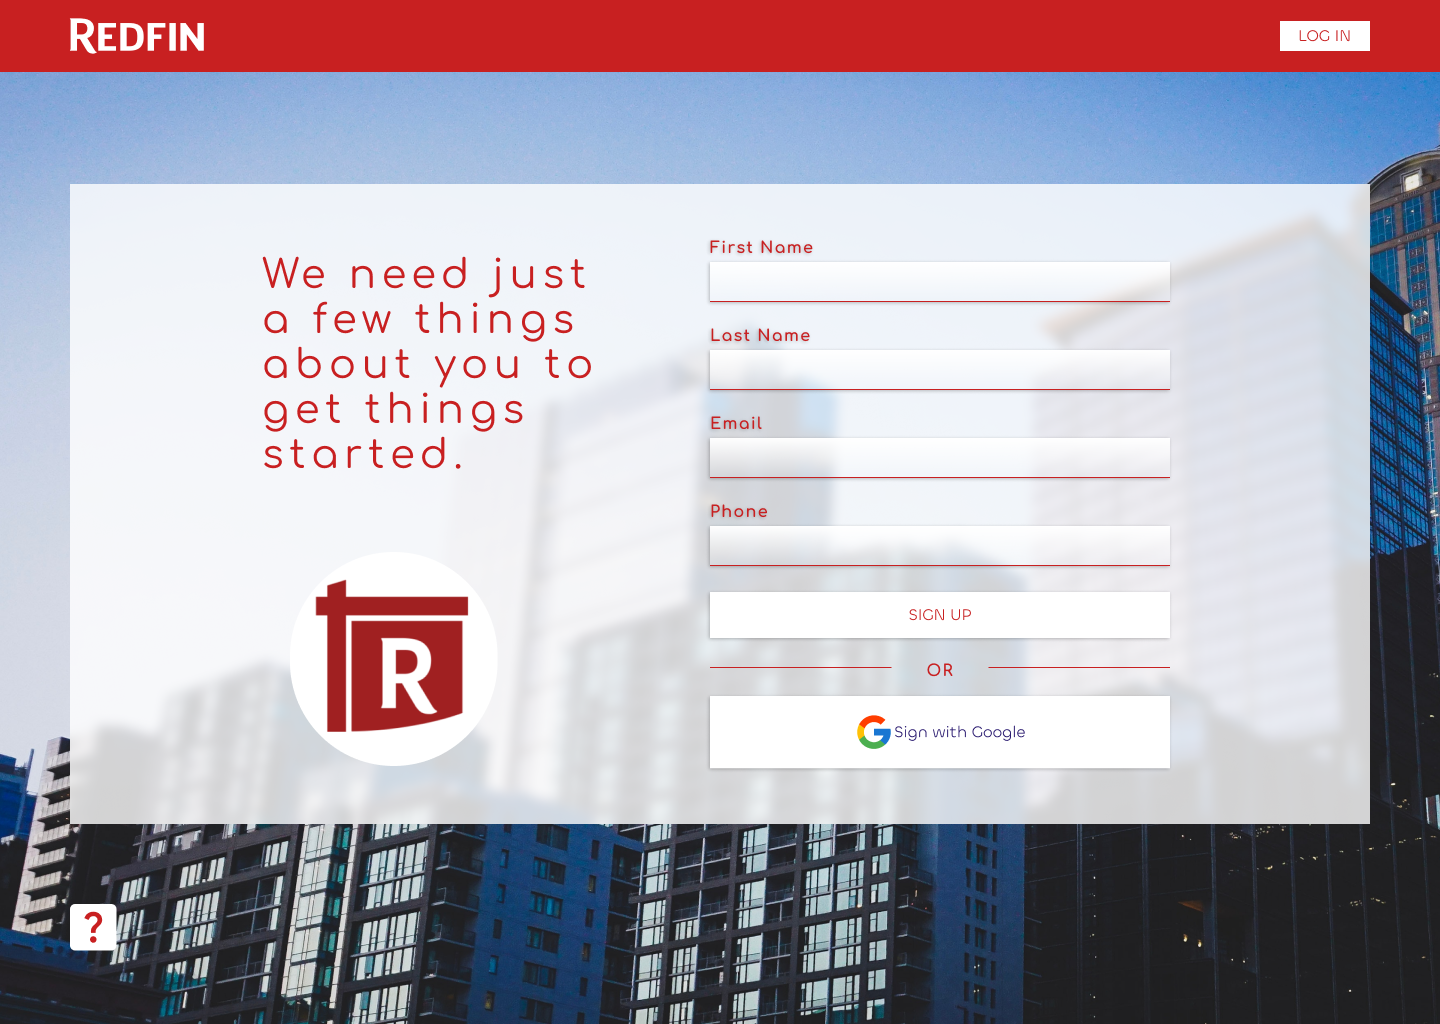 REDFIN
LOG IN
We need just
a few things
about you to
get things
started.
R
First Name
Last Name
Email
Phone
SIGN UP
OR
Sign with Google
?